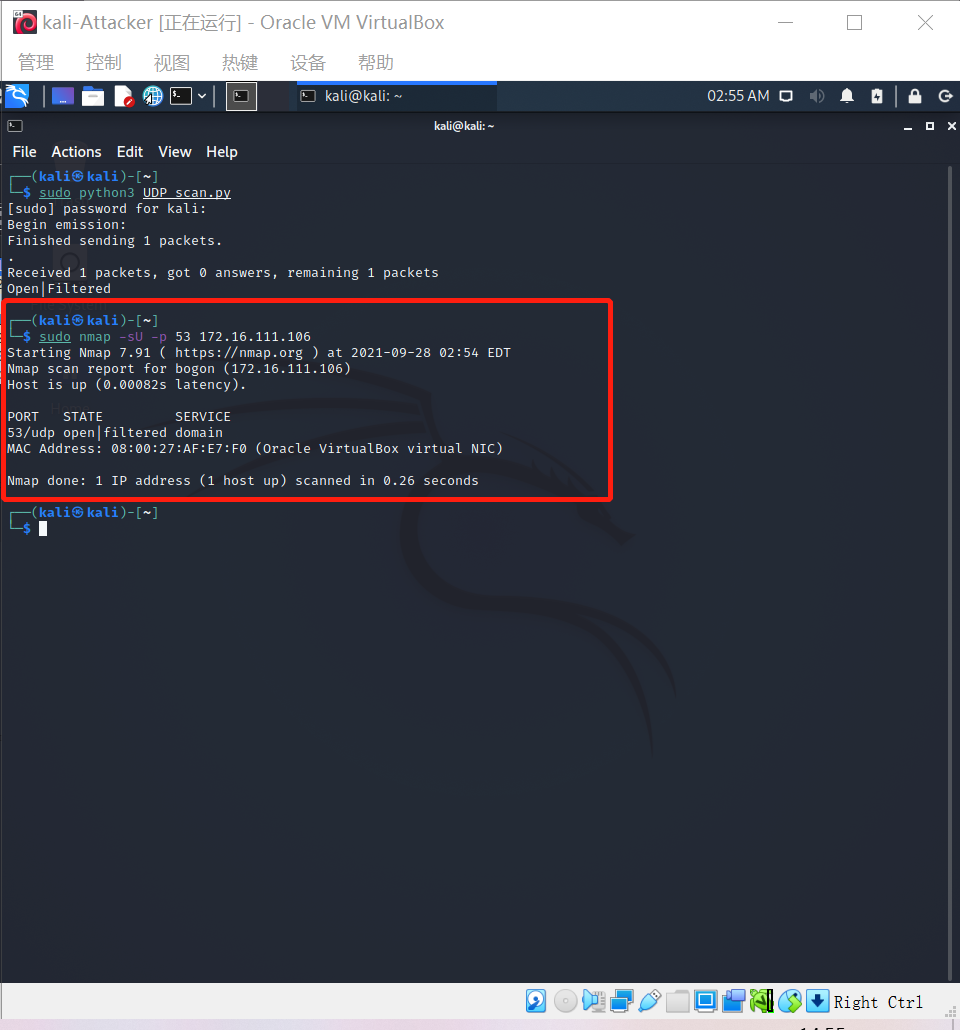 kali-Attacker [正在运行] - Oracle VM VirtualBox
管理 控制 视图 热键 设备 帮助
kali@kali: ~ 02:55 AM
kali@kali: ~
File Actions Edit View Help
┌──(kali㉿kali)-[~]
└─$ sudo python3 UDP_scan.py
[sudo] password for kali:
Begin emission:
Finished sending 1 packets.
.
Received 1 packets, got 0 answers, remaining 1 packets
Open|Filtered
┌──(kali㉿kali)-[~]
└─$ sudo nmap -sU -p 53 172.16.111.106
Starting Nmap 7.91 ( https://nmap.org ) at 2021-09-28 02:54 EDT
Nmap scan report for bogon (172.16.111.106)
Host is up (0.00082s latency).
PORT   STATE         SERVICE
53/udp open|filtered domain
MAC Address: 08:00:27:AF:E7:F0 (Oracle VirtualBox virtual NIC)
Nmap done: 1 IP address (1 host up) scanned in 0.26 seconds
┌──(kali㉿kali)-[~]
└─$
Right Ctrl